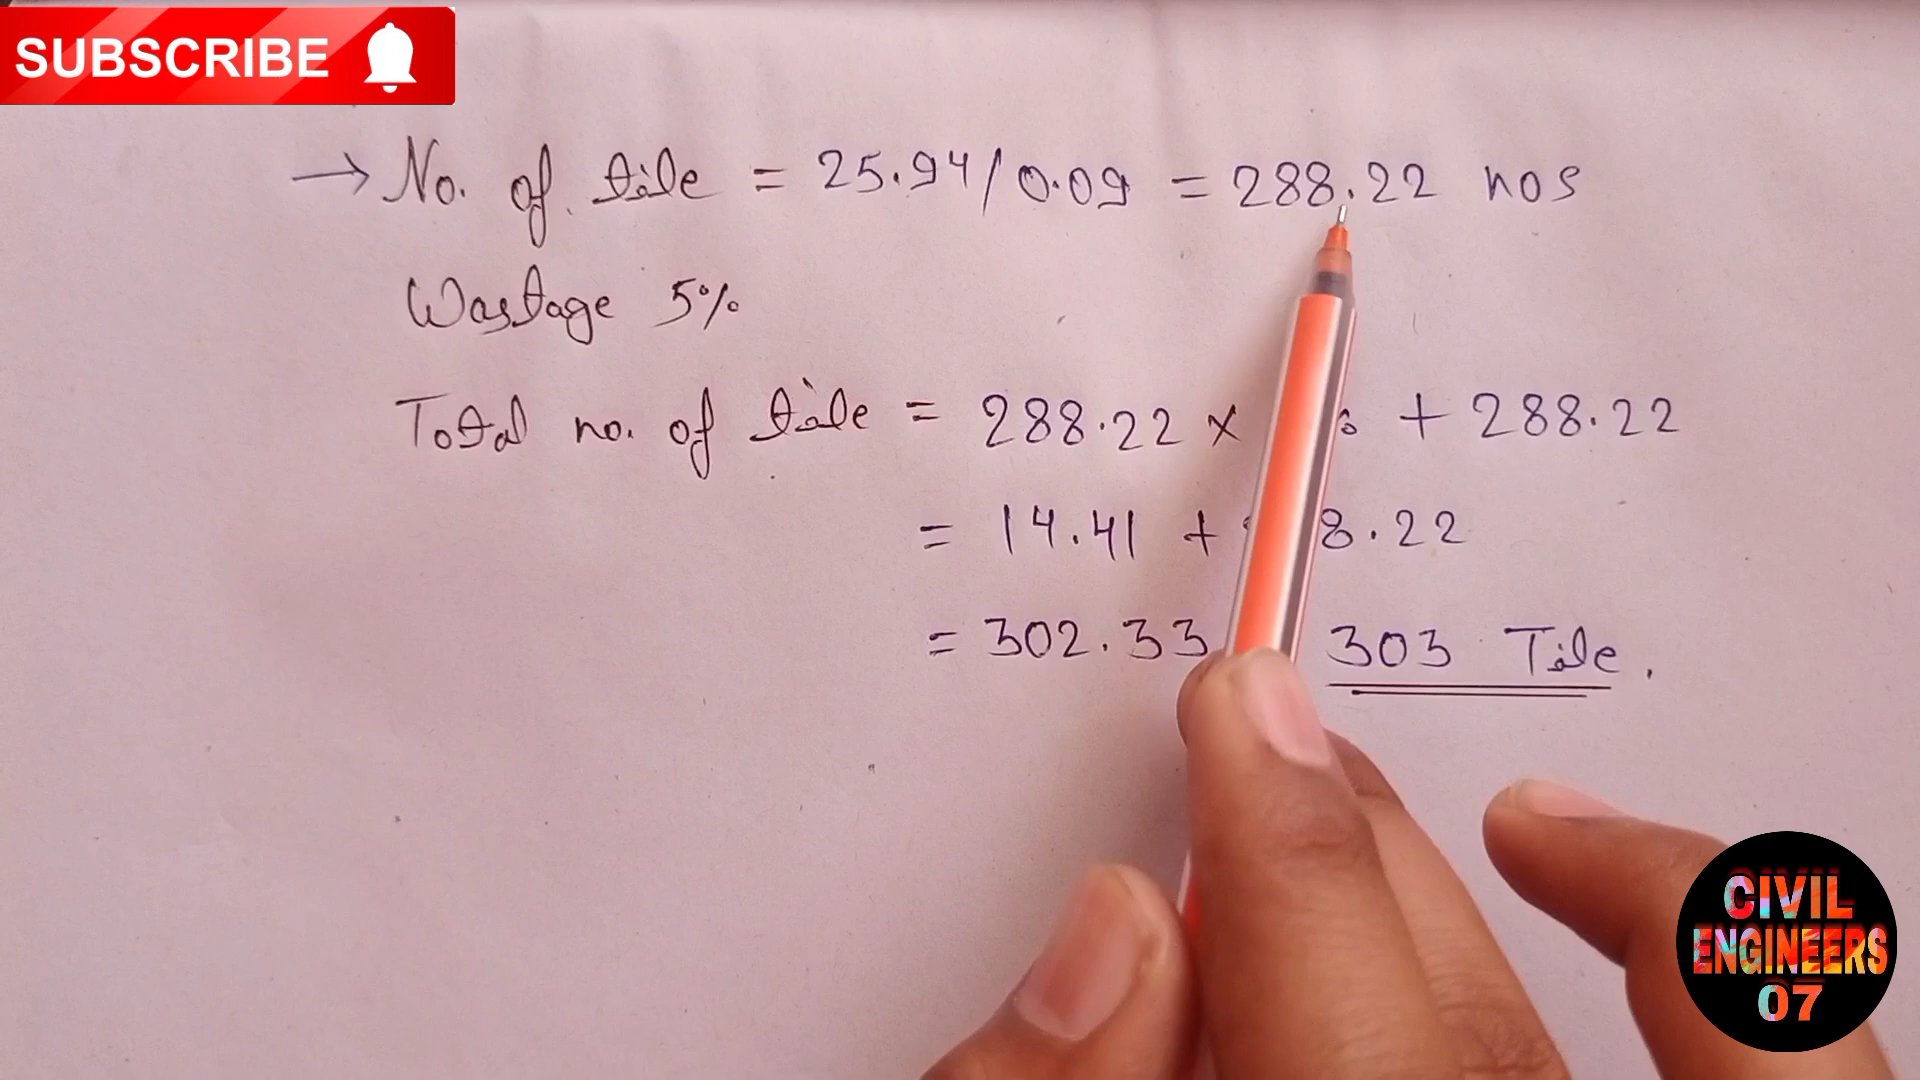 SUBSCRIBE
→ No. of tile = 25.94/0.09 = 288.22 nos
Wastage 5%
Total no. of tile = 288.22 × + 288.22
= 14.41 + 8.22
= 302.33 303 Tile.
CIVIL
ENGINEERS
07